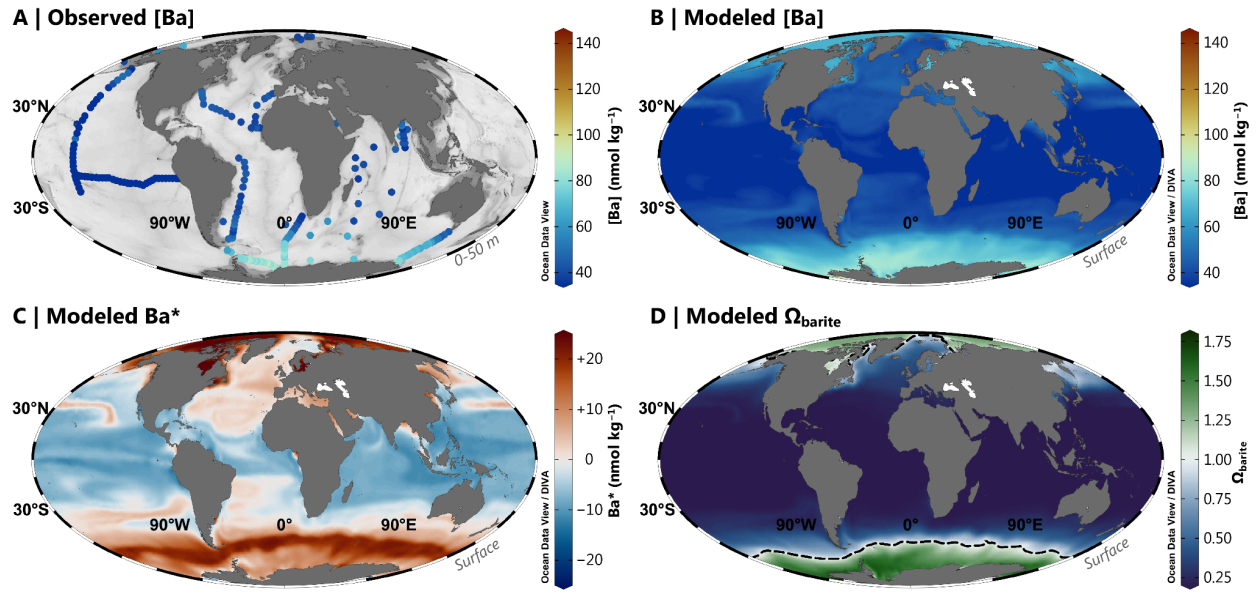 A | Observed [Ba]
30°N
30°S
90°W
0°
90°E
0-50 m
Ocean Data View
140
120
100
80
60
40
[Ba] (nmol kg⁻¹)
B | Modeled [Ba]
30°N
30°S
90°W
0°
90°E
Surface
Ocean Data View / DIVA
140
120
100
80
60
40
[Ba] (nmol kg⁻¹)
C | Modeled Ba*
30°N
30°S
90°W
0°
90°E
Surface
Ocean Data View / DIVA
+20
+10
0
−10
−20
Ba* (nmol kg⁻¹)
D | Modeled Ωbarite
30°N
30°S
90°W
0°
90°E
Surface
Ocean Data View / DIVA
1.75
1.50
1.25
1.00
0.75
0.50
0.25
Ωbarite